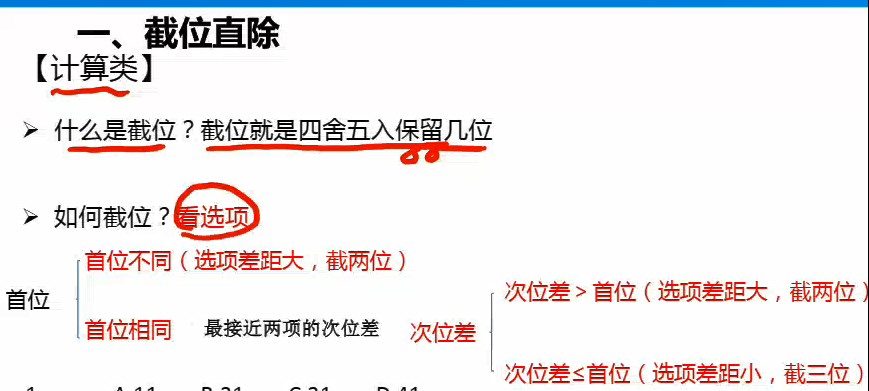 一、截位直除
【计算类】
➢ 什么是截位？截位就是四舍五入保留几位
➢ 如何截位？看选项
首位不同（选项差距大，截两位）
首位
首位相同 最接近两项的次位差 次位差
次位差＞首位（选项差距大，截两位）
次位差≤首位（选项差距小，截三位）